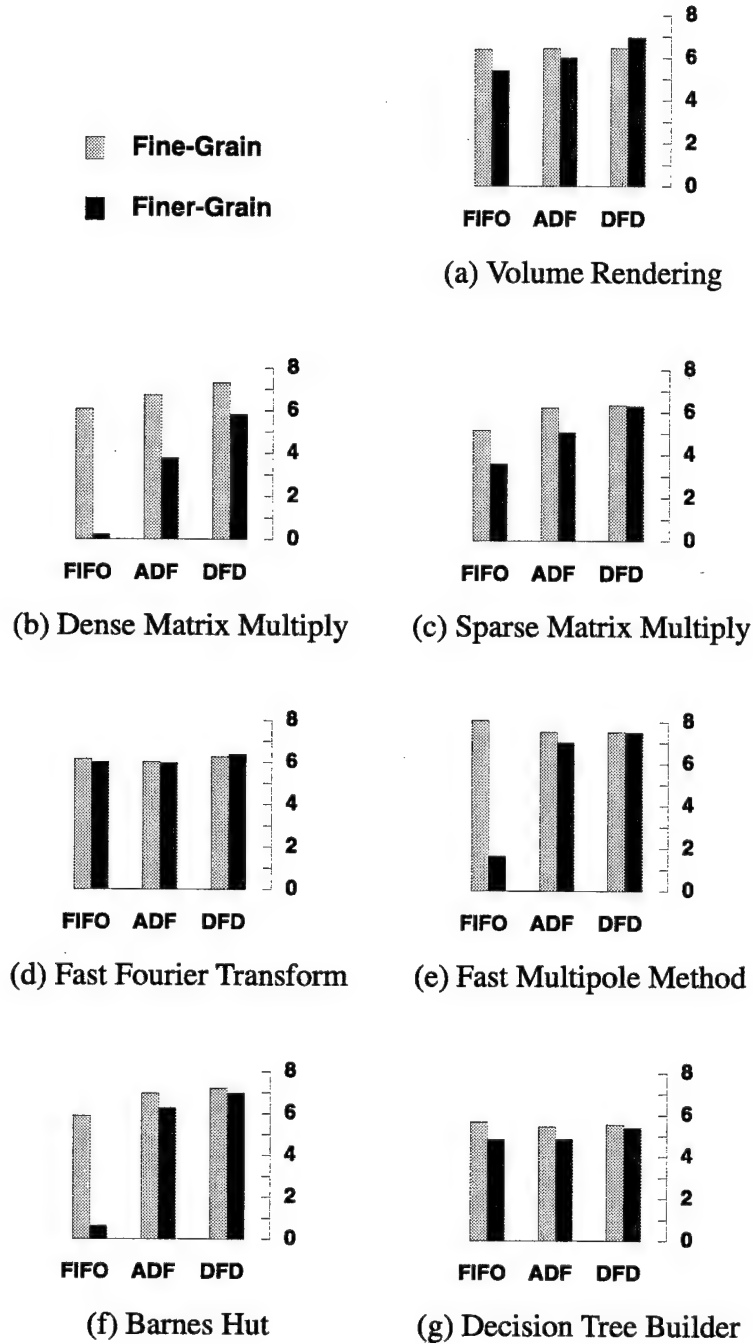 Fine-Grain
Finer-Grain
8
6
4
2
0
FIFO ADF DFD
(a) Volume Rendering
8
6
4
2
0
FIFO ADF DFD
(b) Dense Matrix Multiply
8
6
4
2
0
FIFO ADF DFD
(c) Sparse Matrix Multiply
8
6
4
2
0
FIFO ADF DFD
(d) Fast Fourier Transform
8
6
4
2
0
FIFO ADF DFD
(e) Fast Multipole Method
8
6
4
2
0
FIFO ADF DFD
(f) Barnes Hut
8
6
4
2
0
FIFO ADF DFD
(g) Decision Tree Builder